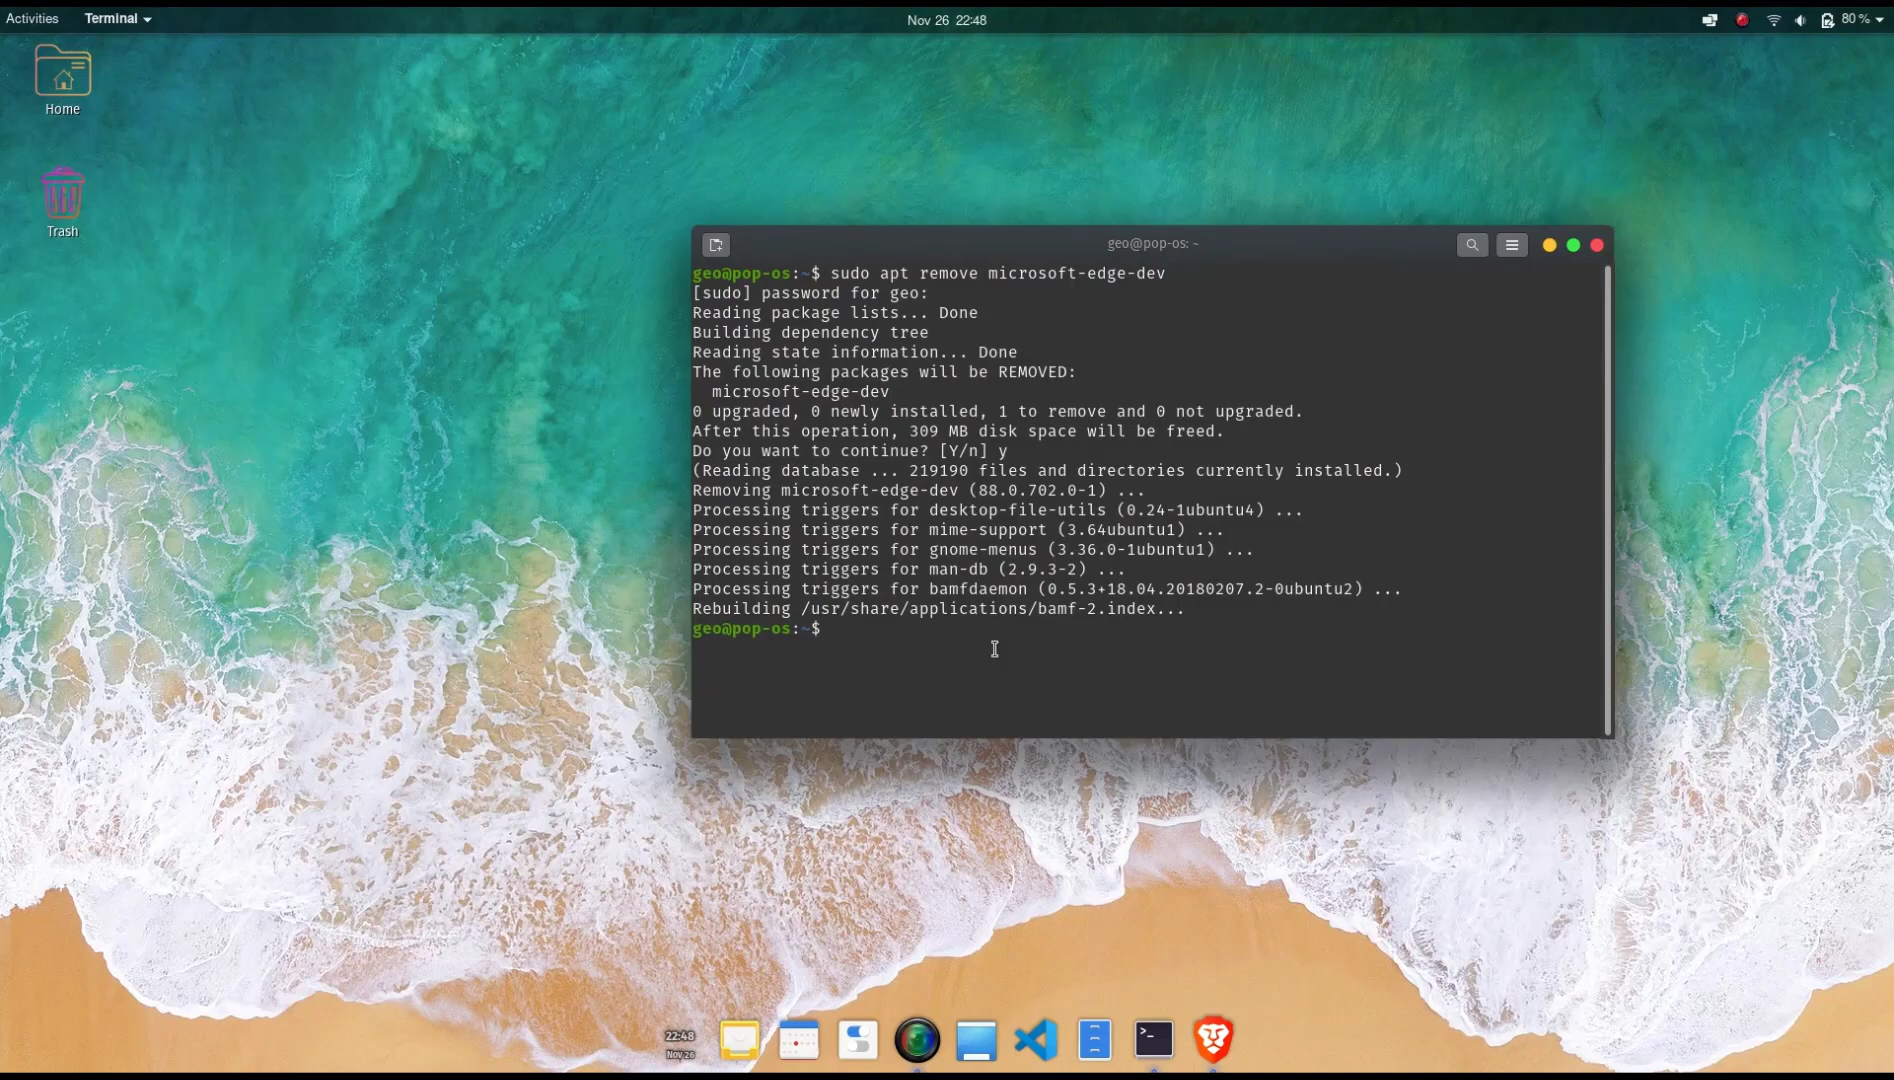 Activities
Terminal
Nov 26 22:48
80 %
Home
Trash
geo@pop-os: ~
geo@pop-os:~$ sudo apt remove microsoft-edge-dev
[sudo] password for geo:
Reading package lists... Done
Building dependency tree
Reading state information... Done
The following packages will be REMOVED:
microsoft-edge-dev
0 upgraded, 0 newly installed, 1 to remove and 0 not upgraded.
After this operation, 309 MB disk space will be freed.
Do you want to continue? [Y/n] y
(Reading database ... 219190 files and directories currently installed.)
Removing microsoft-edge-dev (88.0.702.0-1) ...
Processing triggers for desktop-file-utils (0.24-1ubuntu4) ...
Processing triggers for mime-support (3.64ubuntu1) ...
Processing triggers for gnome-menus (3.36.0-1ubuntu1) ...
Processing triggers for man-db (2.9.3-2) ...
Processing triggers for bamfdaemon (0.5.3+18.04.20180207.2-0ubuntu2) ...
Rebuilding /usr/share/applications/bamf-2.index...
geo@pop-os:~$
22:48
Nov 26
>_